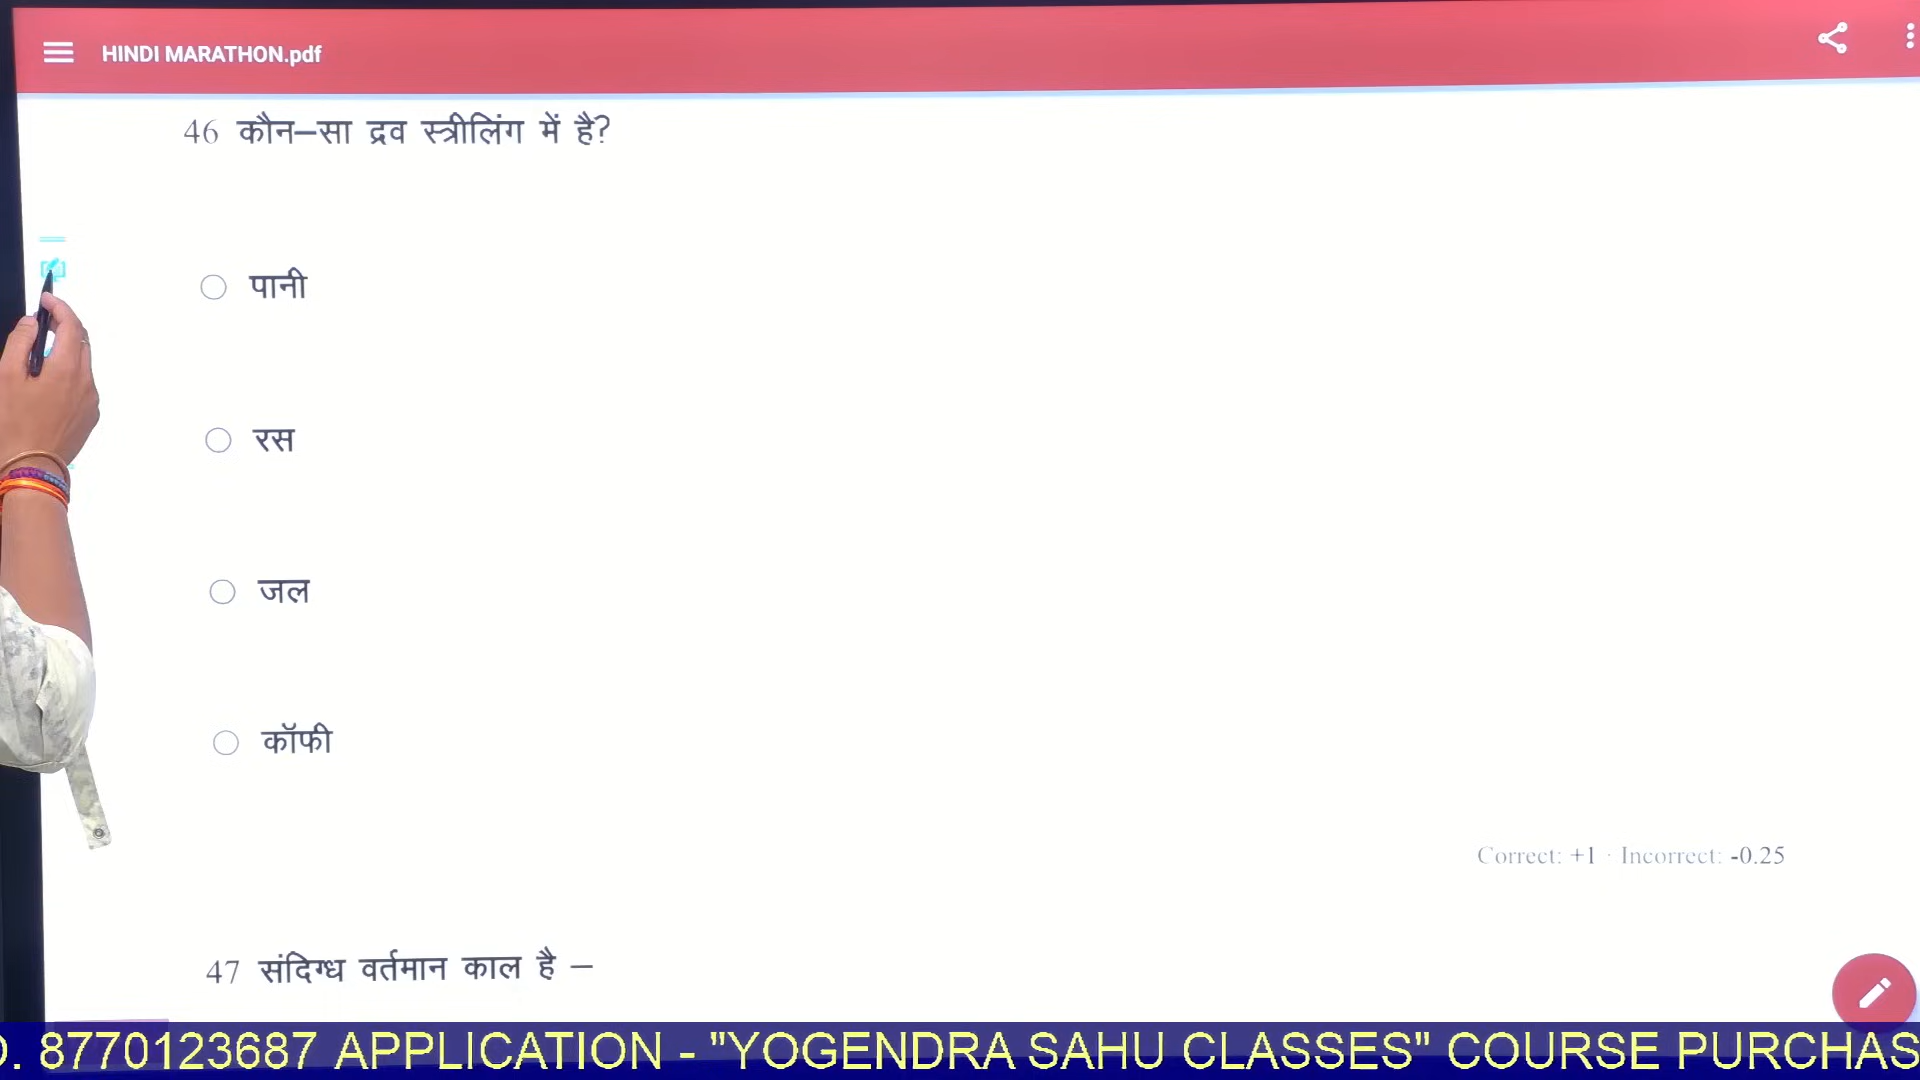 HINDI MARATHON.pdf
46 कौन–सा द्रव स्त्रीलिंग में है?
पानी
रस
जल
कॉफी
Correct: +1 · Incorrect: -0.25
47 संदिग्ध वर्तमान काल है –
. 8770123687 APPLICATION - "YOGENDRA SAHU CLASSES" COURSE PURCHAS